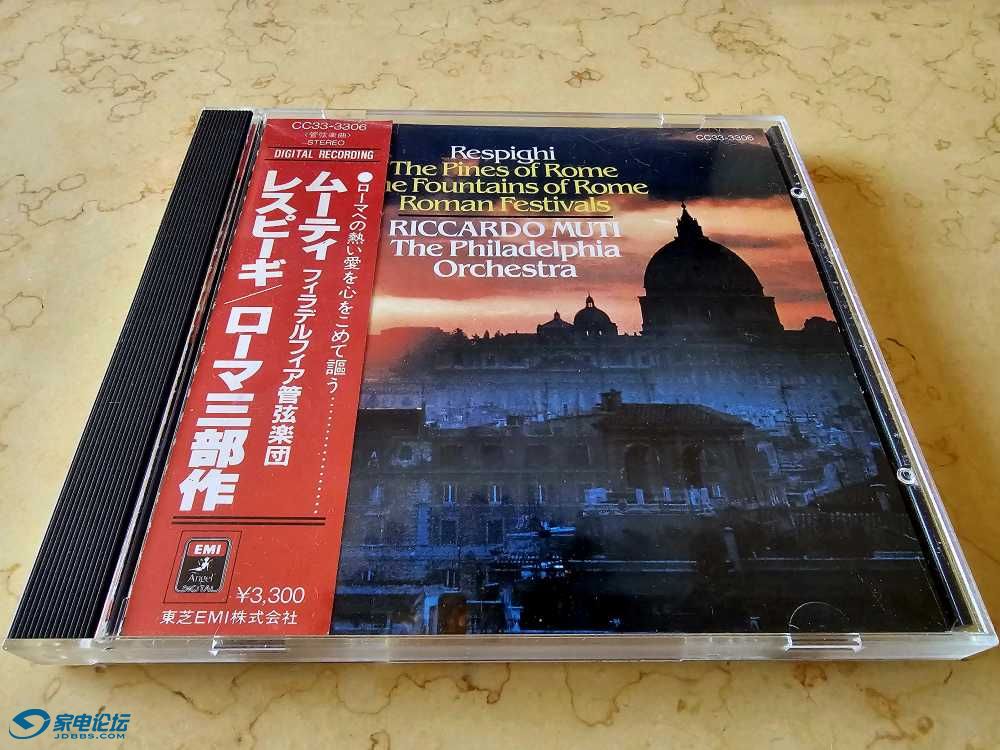 CC33-3306
〈管弦楽曲〉
STEREO
DIGITAL RECORDING
●ローマへの熱い愛を心をこめて謳う……………
ムーティ フィラデルフィア管弦楽団
レスピーギ/ローマ三部作
EMI
Angel
DIGITAL
¥3,300
東芝EMI株式会社
CC33-3306
Respighi
The Pines of Rome
he Fountains of Rome
Roman Festivals
RICCARDO MUTI
The Philadelphia
Orchestra
家电论坛
JDBBS.COM